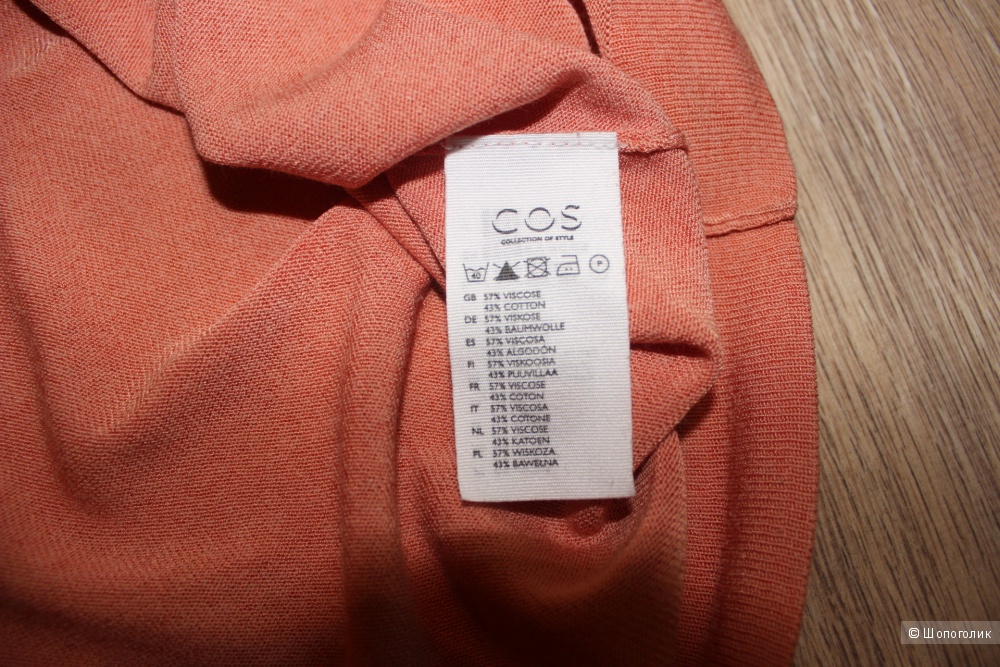 COS
COLLECTION OF STYLE
40 P
GB 57% VISCOSE
43% COTTON
DE 57% VISKOSE
43% BAUMWOLLE
ES 57% VISCOSA
43% ALGODÓN
FI 57% VISKOOSIA
43% PUUVILLAA
FR 57% VISCOSE
43% COTON
IT 57% VISCOSA
43% COTONE
NL 57% VISCOSE
43% KATOEN
PL 57% WISKOZA
43% BAWEŁNA
© Шопоголик